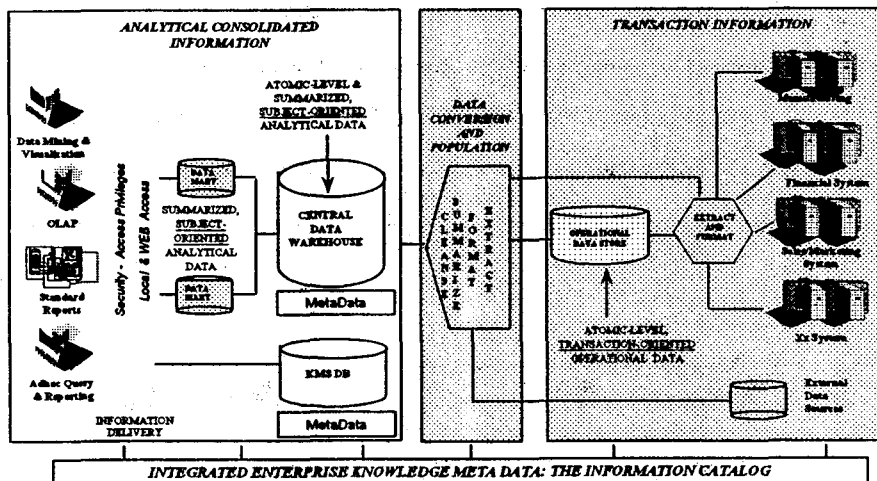 ANALYTICAL CONSOLIDATED
INFORMATION
ATOMIC-LEVEL &
SUMMARIZED,
SUBJECT-ORIENTED
ANALYTICAL DATA
Data Mining &
Visualization
OLAP
Standard
Reports
Adhoc Query
& Reporting
Security - Access Privileges
Local & WEB Access
DATA
MART
SUMMARIZED,
SUBJECT-
ORIENTED
ANALYTICAL
DATA
DATA
MART
CENTRAL
DATA
WAREHOUSE
MetaData
KMS DB
MetaData
INFORMATION
DELIVERY
DATA
CONVERSION
AND
POPULATION
CLEANSE
SUMMARIZE
FORMAT
EXTRACT
TRANSACTION INFORMATION
OPERATIONAL
DATA STORE
EXTRACT
AND
FORMAT
ATOMIC-LEVEL,
TRANSACTION-ORIENTED
OPERATIONAL DATA
Manufacturing
Financial System
Sales/Marketing
System
Xx System
External
Data
Sources
INTEGRATED ENTERPRISE KNOWLEDGE META DATA: THE INFORMATION CATALOG